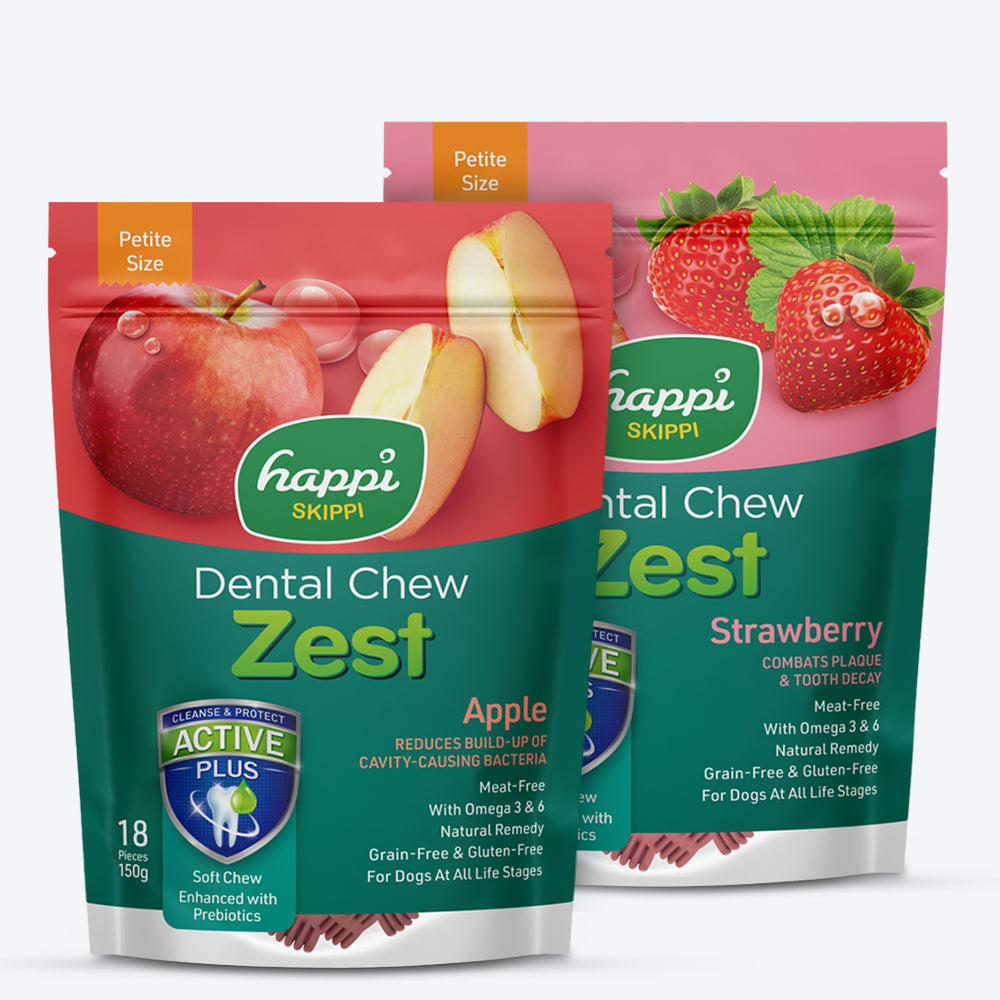 Petite
Size
happi
SKIPPI
Dental Chew
Zest
Apple
REDUCES BUILD-UP OF
CAVITY-CAUSING BACTERIA
Meat-Free
With Omega 3 & 6
Natural Remedy
Grain-Free & Gluten-Free
For Dogs At All Life Stages
CLEANSE & PROTECT
ACTIVE
PLUS
18
Pieces
150g
Soft Chew
Enhanced with
Prebiotics
Petite
Size
happi
SKIPPI
Chew
Zest
Strawberry
COMBATS PLAQUE
& TOOTH DECAY
Meat-Free
With Omega 3 & 6
Natural Remedy
Grain-Free & Gluten-Free
For Dogs At All Life Stages
with